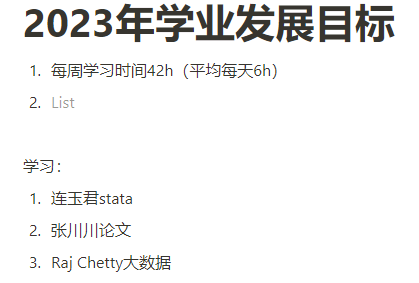 2023年学业发展目标
1. 每周学习时间42h（平均每天6h）
2. List
学习：
1. 连玉君stata
2. 张川川论文
3. Raj Chetty大数据